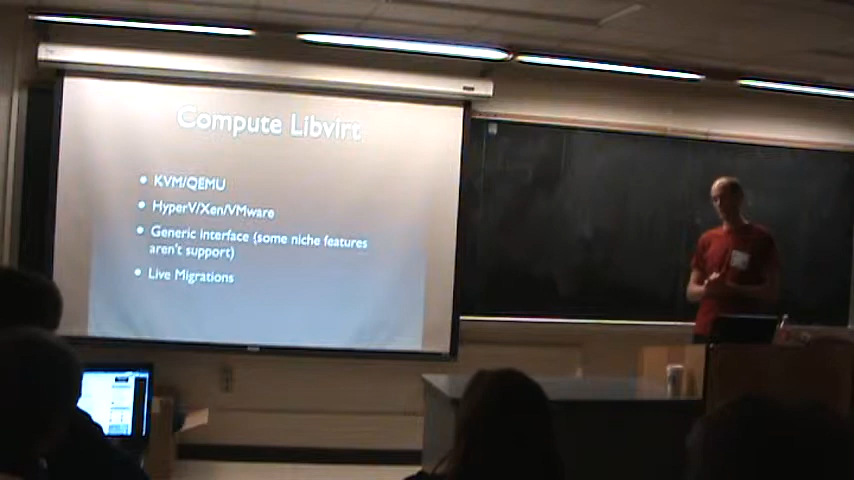 Compute Libvirt
• KVM/QEMU
• HyperV/Xen/VMware
• Generic Interface (some niche features
aren't support)
• Live Migrations